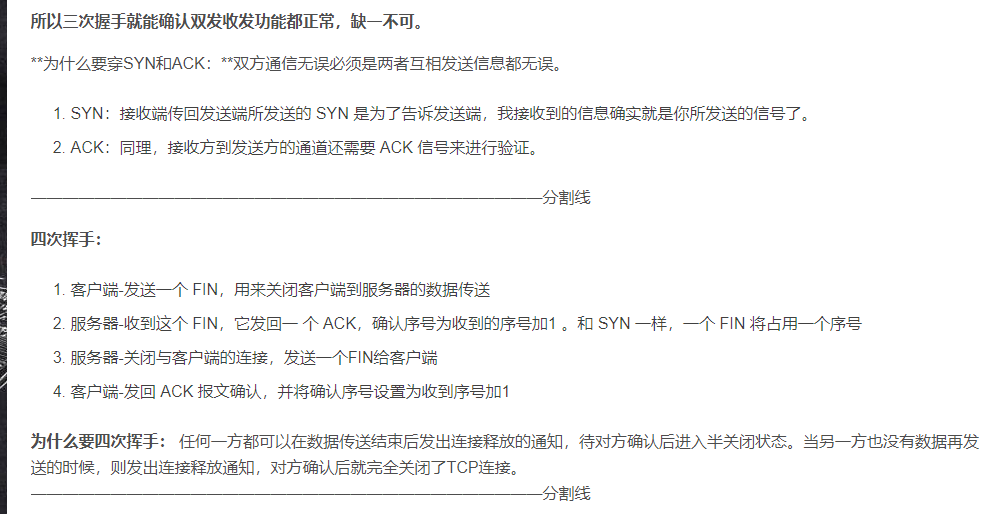 所以三次握手就能确认双发收发功能都正常，缺一不可。
**为什么要穿SYN和ACK：**双方通信无误必须是两者互相发送信息都无误。
1. SYN：接收端传回发送端所发送的 SYN 是为了告诉发送端，我接收到的信息确实就是你所发送的信号了。
2. ACK：同理，接收方到发送方的通道还需要 ACK 信号来进行验证。
————————————————————————————————分割线
四次挥手：
1. 客户端-发送一个 FIN，用来关闭客户端到服务器的数据传送
2. 服务器-收到这个 FIN，它发回一 个 ACK，确认序号为收到的序号加1 。和 SYN 一样，一个 FIN 将占用一个序号
3. 服务器-关闭与客户端的连接，发送一个FIN给客户端
4. 客户端-发回 ACK 报文确认，并将确认序号设置为收到序号加1
为什么要四次挥手： 任何一方都可以在数据传送结束后发出连接释放的通知，待对方确认后进入半关闭状态。当另一方也没有数据再发
送的时候，则发出连接释放通知，对方确认后就完全关闭了TCP连接。
————————————————————————————————分割线